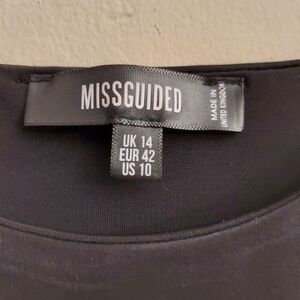 MISSGUIDED
MADE IN
UNITED KINGDOM
UK 14
EUR 42
US 10